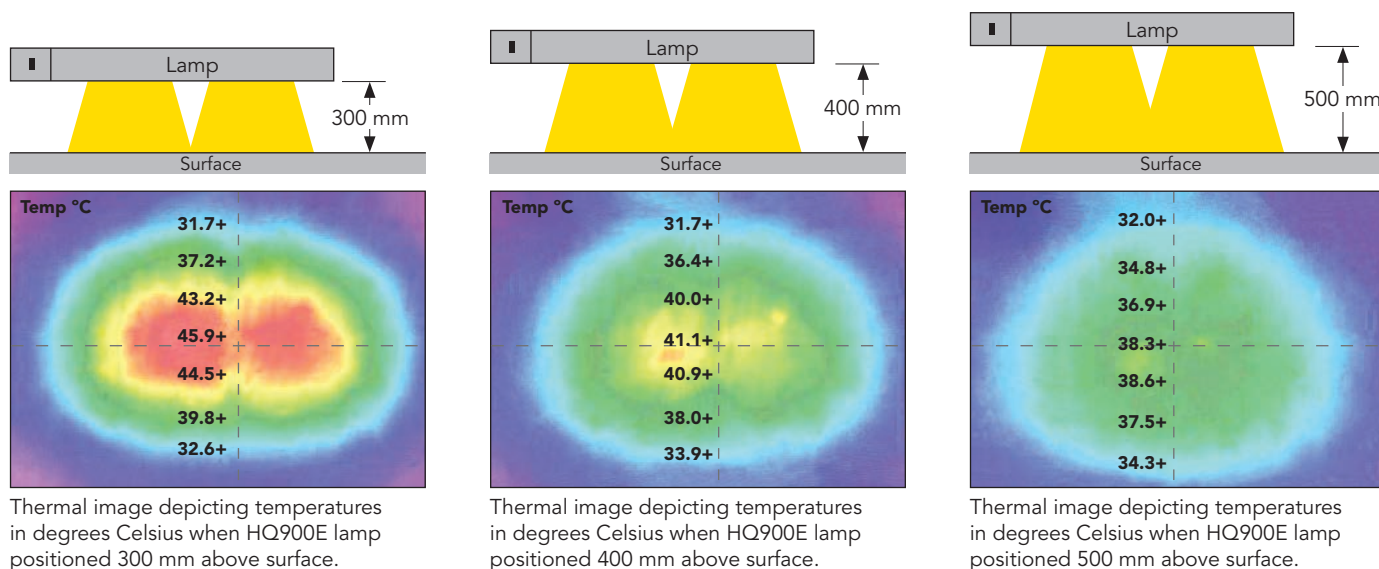 Lamp
300 mm
Surface
Temp °C
31.7+
37.2+
43.2+
45.9+
44.5+
39.8+
32.6+
Thermal image depicting temperatures
in degrees Celsius when HQ900E lamp
positioned 300 mm above surface.
Lamp
400 mm
Surface
Temp °C
31.7+
36.4+
40.0+
41.1+
40.9+
38.0+
33.9+
Thermal image depicting temperatures
in degrees Celsius when HQ900E lamp
positioned 400 mm above surface.
Lamp
500 mm
Surface
Temp °C
32.0+
34.8+
36.9+
38.3+
38.6+
37.5+
34.3+
Thermal image depicting temperatures
in degrees Celsius when HQ900E lamp
positioned 500 mm above surface.